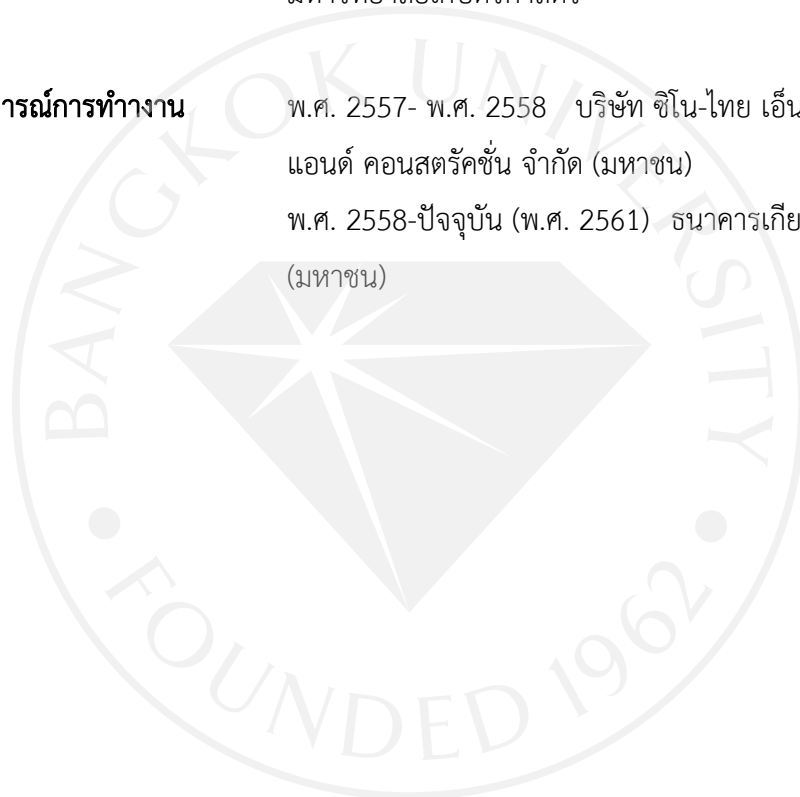 รณ์การทำางาน พ.ศ. 2557- พ.ศ. 2558 บริษัท ซิโน-ไทย เอ็น
แอนด์ คอนสตรัคชั่น จำกัด (มหาชน)
พ.ศ. 2558-ปัจจุบัน (พ.ศ. 2561) ธนาคารเกีย
(มหาชน)
BANGKOK UNIVERSITY
FOUNDED 1962